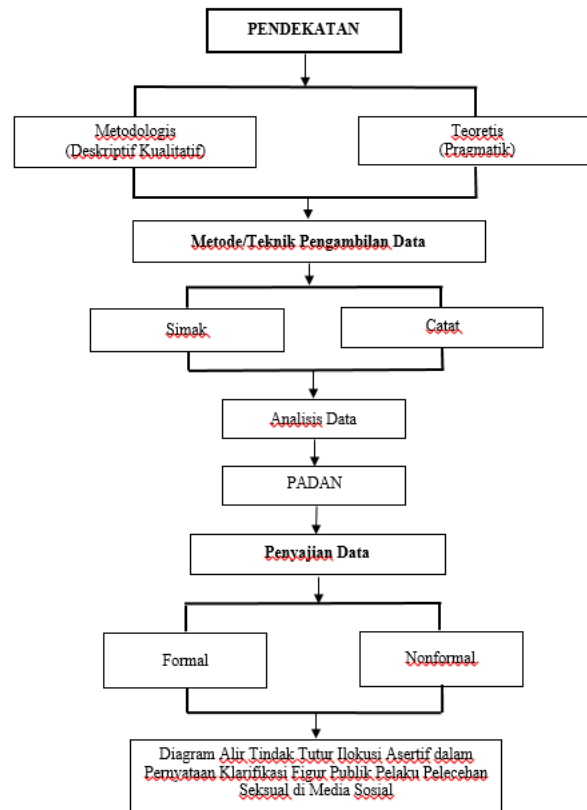 PENDEKATAN
Metodologis
(Deskriptif Kualitatif)
Teoretis
(Pragmatik)
Metode/Teknik Pengambilan Data
Simak
Catat
Analisis Data
PADAN
Penyajian Data
Formal
Nonformal
Diagram Alir Tindak Tutur Ilokusi Asertif dalam
Pernyataan Klarifikasi Figur Publik Pelaku Pelecehan
Seksual di Media Sosial